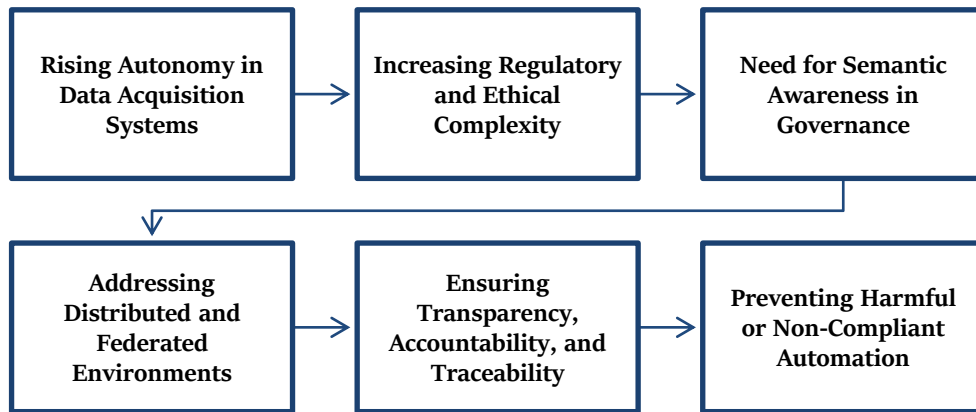 Rising Autonomy in
Data Acquisition
Systems
Increasing Regulatory
and Ethical
Complexity
Need for Semantic
Awareness in
Governance
Addressing
Distributed and
Federated
Environments
Ensuring
Transparency,
Accountability, and
Traceability
Preventing Harmful
or Non-Compliant
Automation